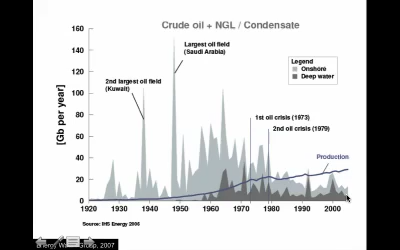 Crude oil + NGL / Condensate
[Gb per year]
160
140
120
100
80
60
40
20
0
Largest oil field
(Saudi Arabia)
2nd largest oil field
(Kuwait)
Legend
Onshore
Deep water
1st oil crisis (1973)
2nd oil crisis (1979)
Production
1920
1930
1940
1950
1960
1970
1980
1990
2000
Source: IHS Energy 2006
Energy W
roup, 2007